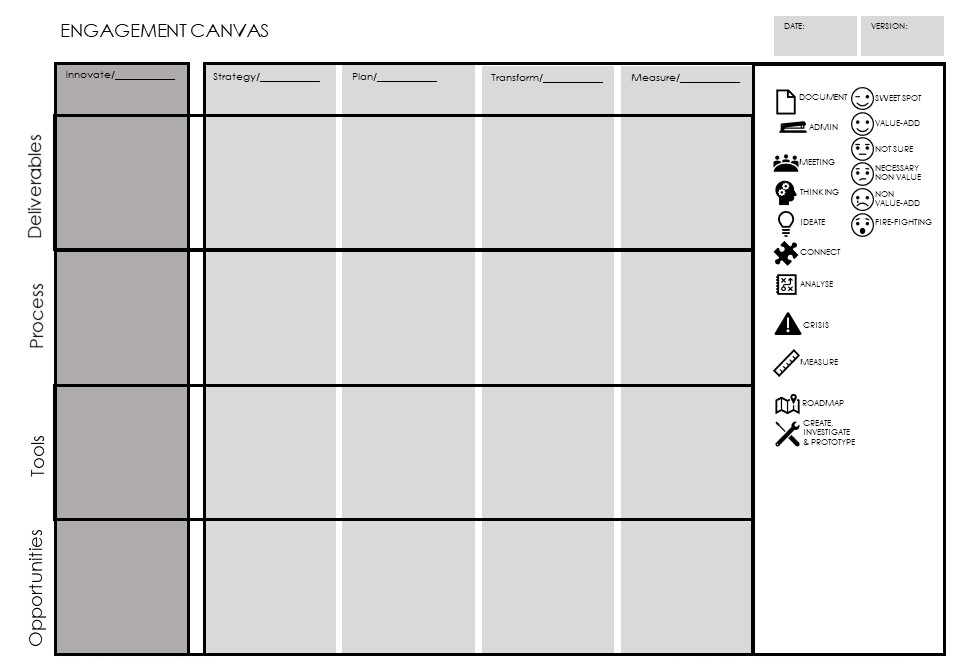 ENGAGEMENT CANVAS
DATE:
VERSION:
Innovate/__________
Strategy/__________
Plan/__________
Transform/__________
Measure/__________
Deliverables
Process
Tools
Opportunities
DOCUMENT
ADMIN
MEETING
THINKING
IDEATE
CONNECT
ANALYSE
CRISIS
MEASURE
ROADMAP
CREATE,
INVESTIGATE
& PROTOTYPE
SWEET SPOT
VALUE-ADD
NOT SURE
NECESSARY
NON VALUE
NON
VALUE-ADD
FIRE-FIGHTING